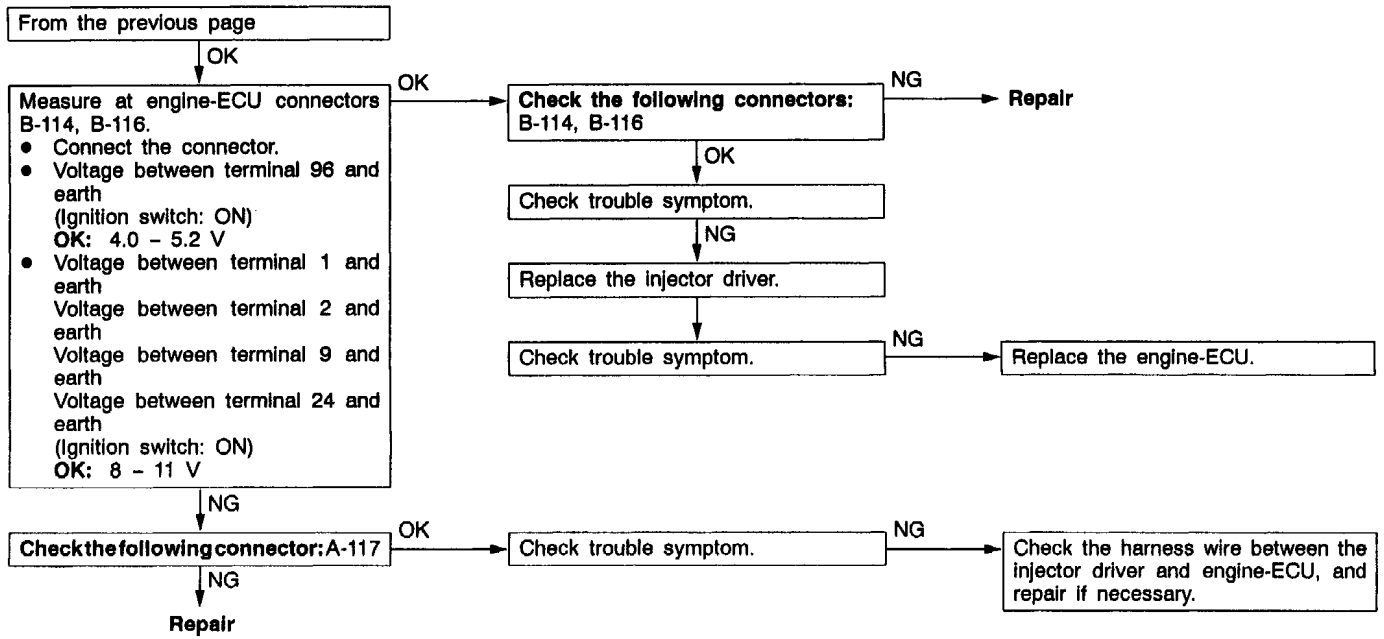 From the previous page
OK
Measure at engine-ECU connectors
B-114, B-116.
● Connect the connector.
● Voltage between terminal 96 and
earth
(Ignition switch: ON)
OK: 4.0 – 5.2 V
● Voltage between terminal 1 and
earth
Voltage between terminal 2 and
earth
Voltage between terminal 9 and
earth
Voltage between terminal 24 and
earth
(Ignition switch: ON)
OK: 8 – 11 V
OK
Check the following connectors:
B-114, B-116
NG
Repair
OK
Check trouble symptom.
NG
Replace the injector driver.
Check trouble symptom.
NG
Replace the engine-ECU.
NG
Check the following connector: A-117
OK
Check trouble symptom.
NG
Check the harness wire between the
injector driver and engine-ECU, and
repair if necessary.
NG
Repair